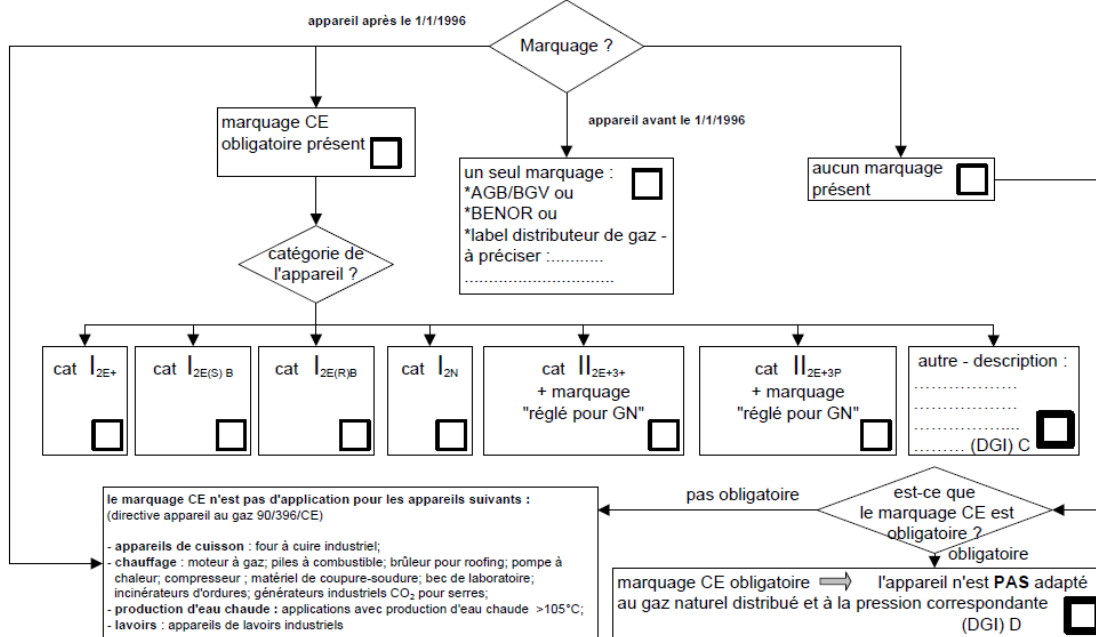 appareil après le 1/1/1996
Marquage ?
marquage CE
obligatoire présent
appareil avant le 1/1/1996
un seul marquage :
*AGB/BGV ou
*BENOR ou
*label distributeur de gaz -
à préciser :...........
...............................
aucun marquage
présent
catégorie de
l'appareil ?
cat I2E+
cat I2E(S) B
cat I2E(R)B
cat I2N
cat II2E+3+
+ marquage
"réglé pour GN"
cat II2E+3P
+ marquage
"réglé pour GN"
autre - description :
………………
………………
……………....
……… (DGI) C
le marquage CE n'est pas d'application pour les appareils suivants :
(directive appareil au gaz 90/396/CE)
- appareils de cuisson : four à cuire industriel;
- chauffage : moteur à gaz; piles à combustible; brûleur pour roofing; pompe à
chaleur; compresseur ; matériel de coupure-soudure; bec de laboratoire;
incinérateurs d'ordures; générateurs industriels CO2 pour serres;
- production d'eau chaude : applications avec production d'eau chaude >105°C;
- lavoirs : appareils de lavoirs industriels
pas obligatoire
est-ce que
le marquage CE est
obligatoire ?
obligatoire
marquage CE obligatoire ⇒ l'appareil n'est PAS adapté
au gaz naturel distribué et à la pression correspondante
(DGI) D